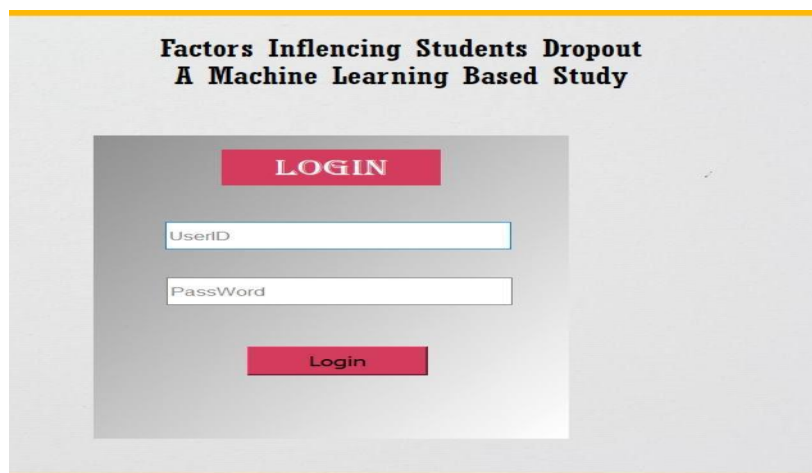 Factors Inflencing Students Dropout
A Machine Learning Based Study
LOGIN
UserID
PassWord
Login